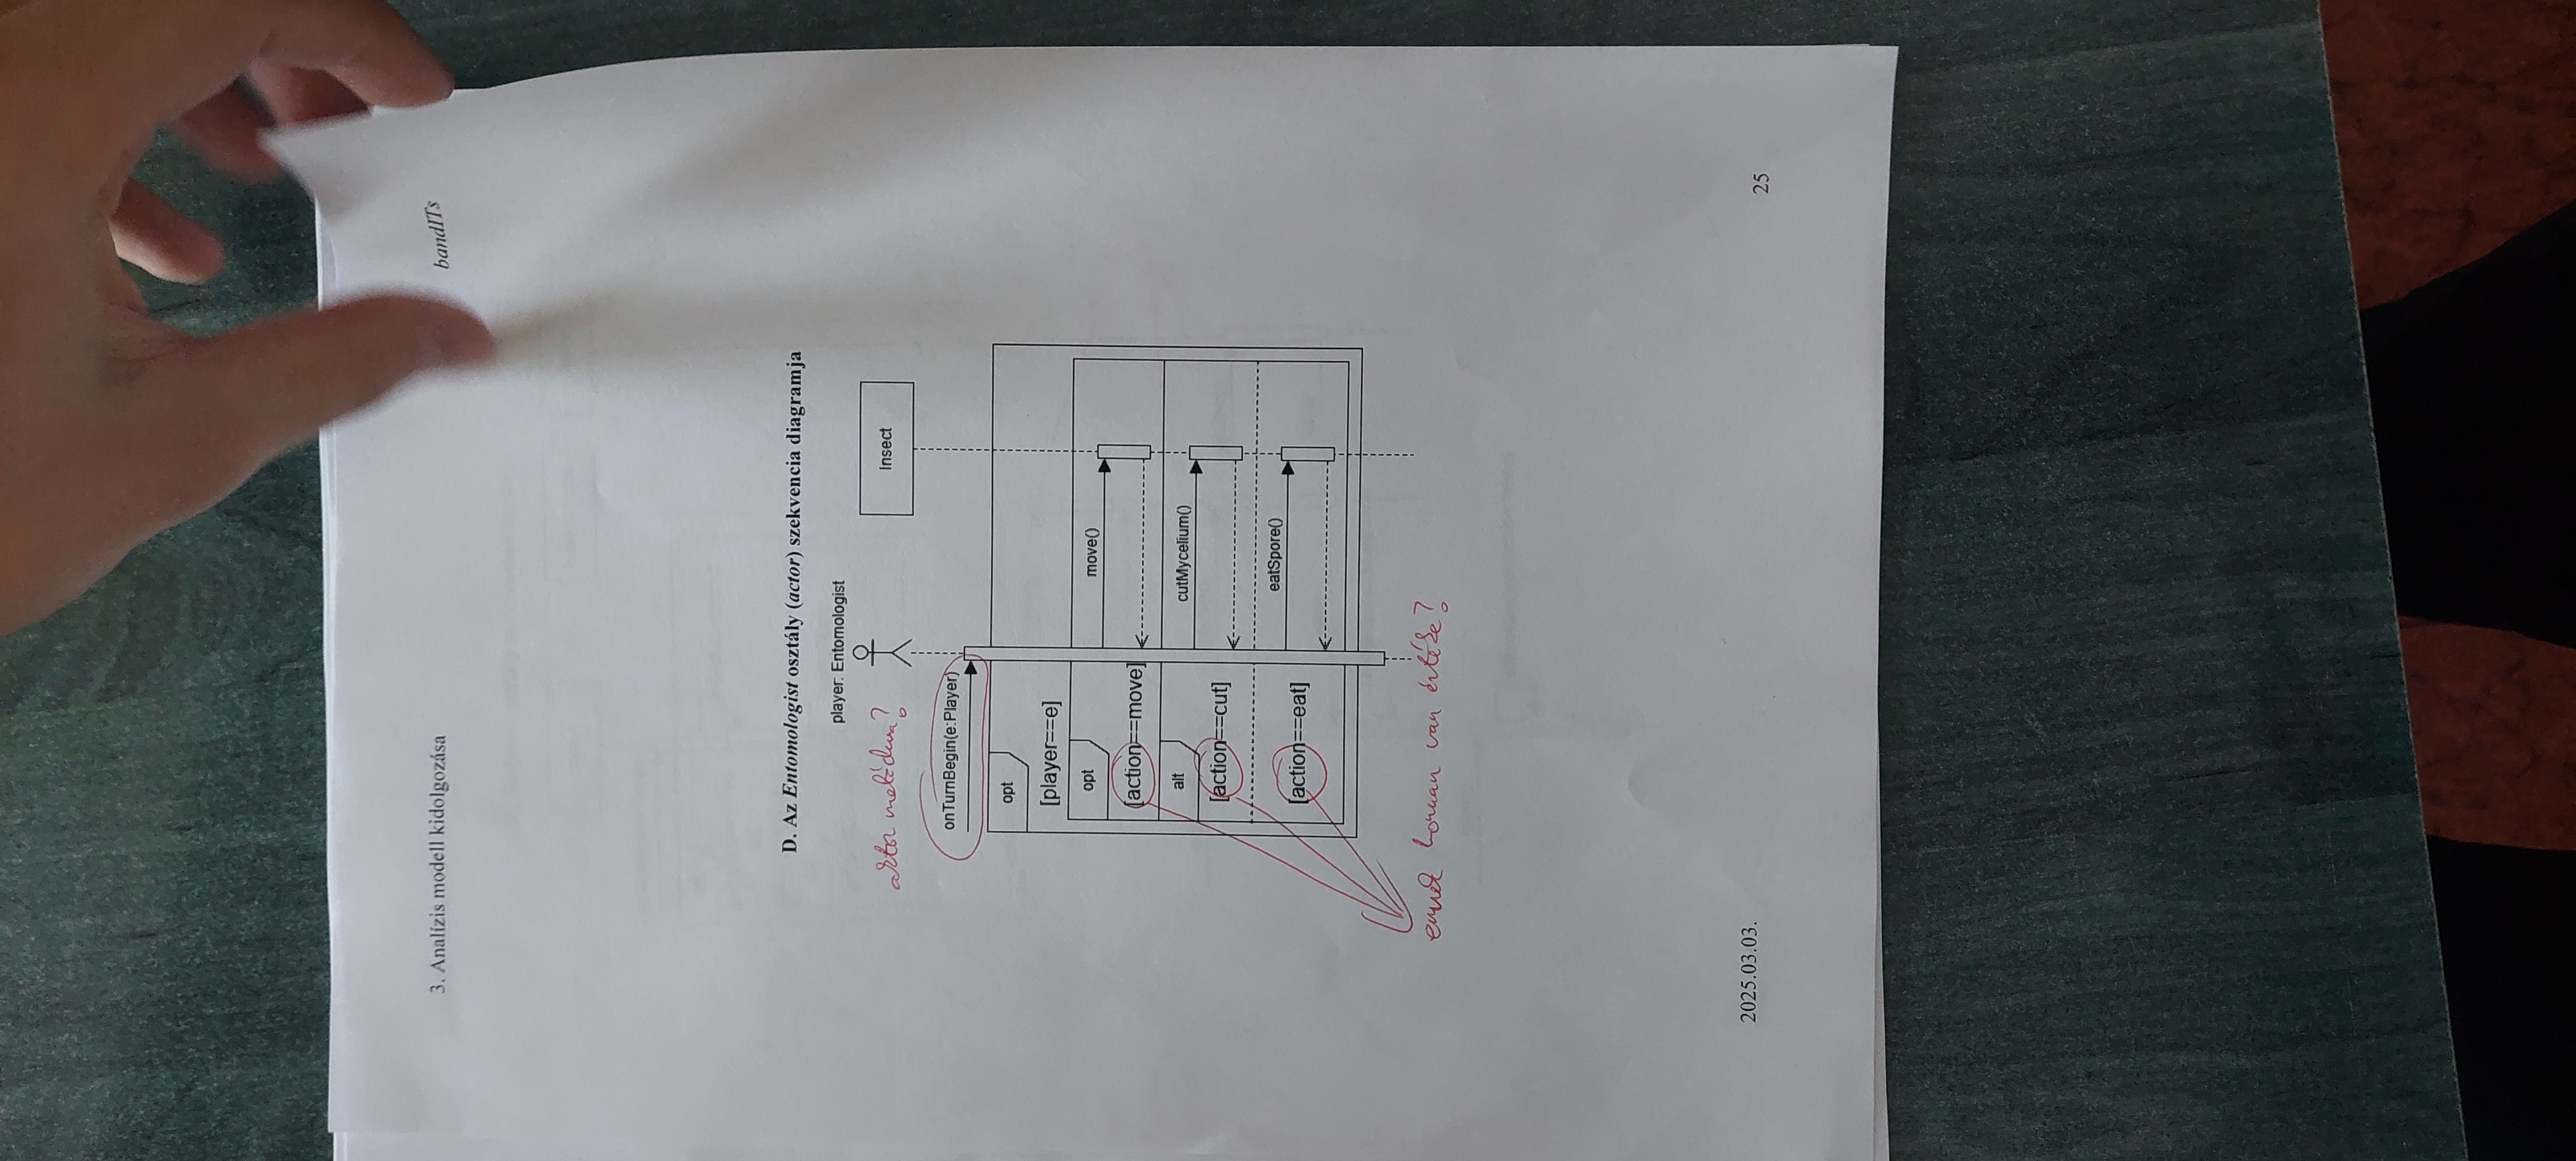 3. Analízis modell kidolgozása
bandITs
D. Az Entomologist osztály (actor) szekvencia diagramja
player: Entomologist
aktor metódusa?
Insect
onTurnBegin(e:Player)
opt
[player==e]
opt
move()
[action==move]
alt
cutMycelium()
[action==cut]
eatSpore()
[action==eat]
ennek honnan van értéke?
2025.03.03.
25